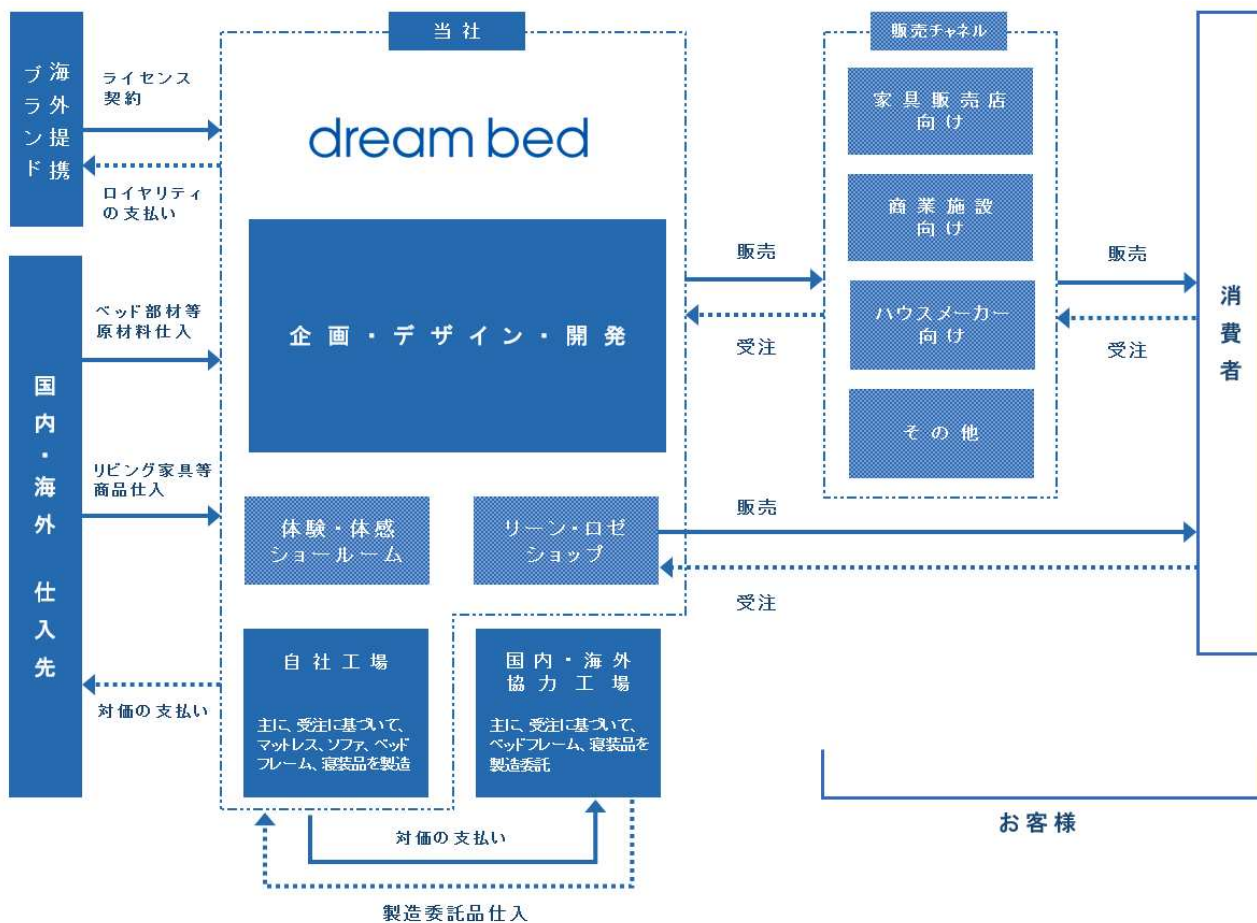 海外提携
ブランド
ライセンス
契約
ロイヤリティ
の支払い
国内・海外 仕入先
ベッド部材等
原材料仕入
リビング家具等
商品仕入
対価の支払い
当社
dream bed
企画・デザイン・開発
体験・体感
ショールーム
リーン・ロゼ
ショップ
自社工場
主に、受注に基づいて、
マットレス、ソファ、ベッド
フレーム、寝装品を製造
国内・海外
協力工場
主に、受注に基づいて、
ベッドフレーム、寝装品を
製造委託
対価の支払い
製造委託品仕入
販売
受注
販売チャネル
家具販売店
向け
商業施設
向け
ハウスメーカー
向け
その他
販売
受注
販売
受注
消費者
お客様